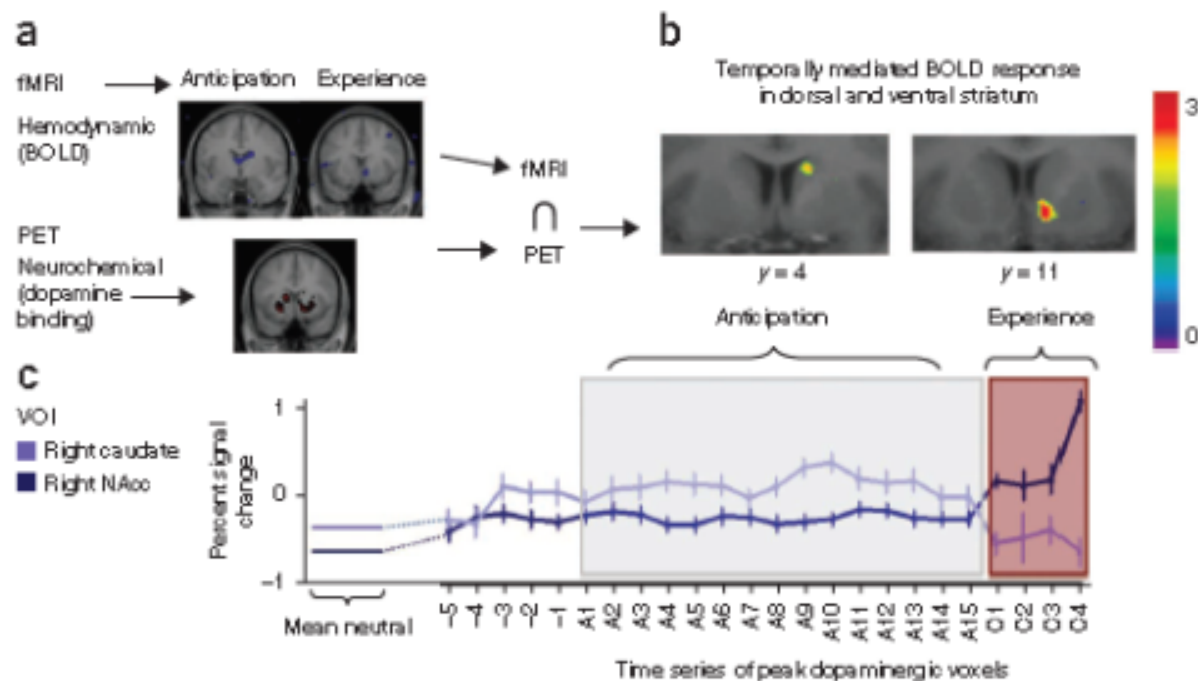 a
fMRI
Anticipation
Experience
Hemodynamic
(BOLD)
PET
Neurochemical
(dopamine
binding)
fMRI
∩
PET
b
Temporally mediated BOLD response
in dorsal and ventral striatum
y = 4
y = 11
3
0
Anticipation
Experience
c
VOI
Right caudate
Right NAcc
Percent signal
change
1
0
–1
Mean neutral
–5
–4
–3
–2
–1
A1
A2
A3
A4
A5
A6
A7
A8
A9
A10
A11
A12
A13
A14
A15
C1
C2
C3
C4
Time series of peak dopaminergic voxels